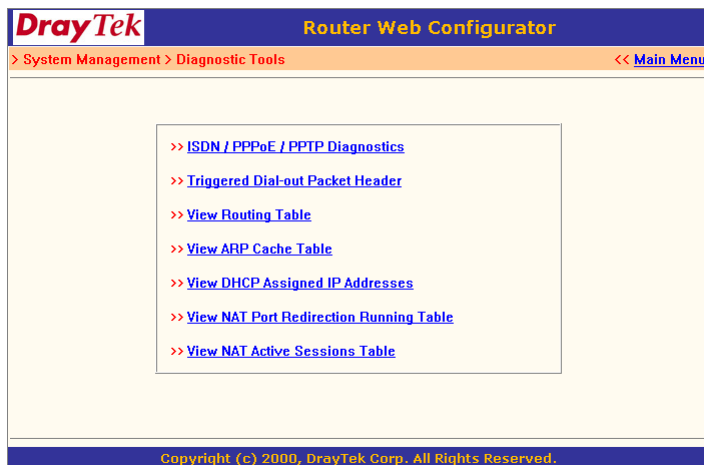 DrayTek Router Web Configurator
> System Management > Diagnostic Tools << Main Menu
>> ISDN / PPPoE / PPTP Diagnostics
>> Triggered Dial-out Packet Header
>> View Routing Table
>> View ARP Cache Table
>> View DHCP Assigned IP Addresses
>> View NAT Port Redirection Running Table
>> View NAT Active Sessions Table
Copyright (c) 2000, DrayTek Corp. All Rights Reserved.